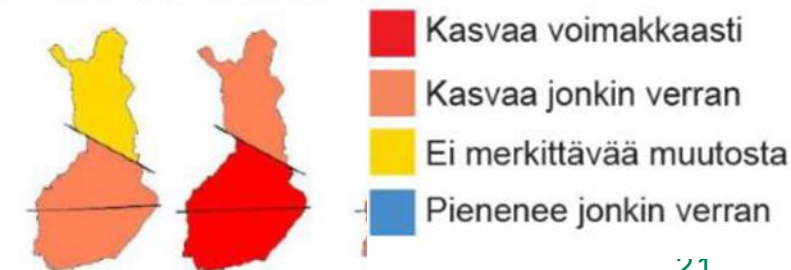 Kasvaa voimakkaasti
Kasvaa jonkin verran
Ei merkittävää muutosta
Pienenee jonkin verran